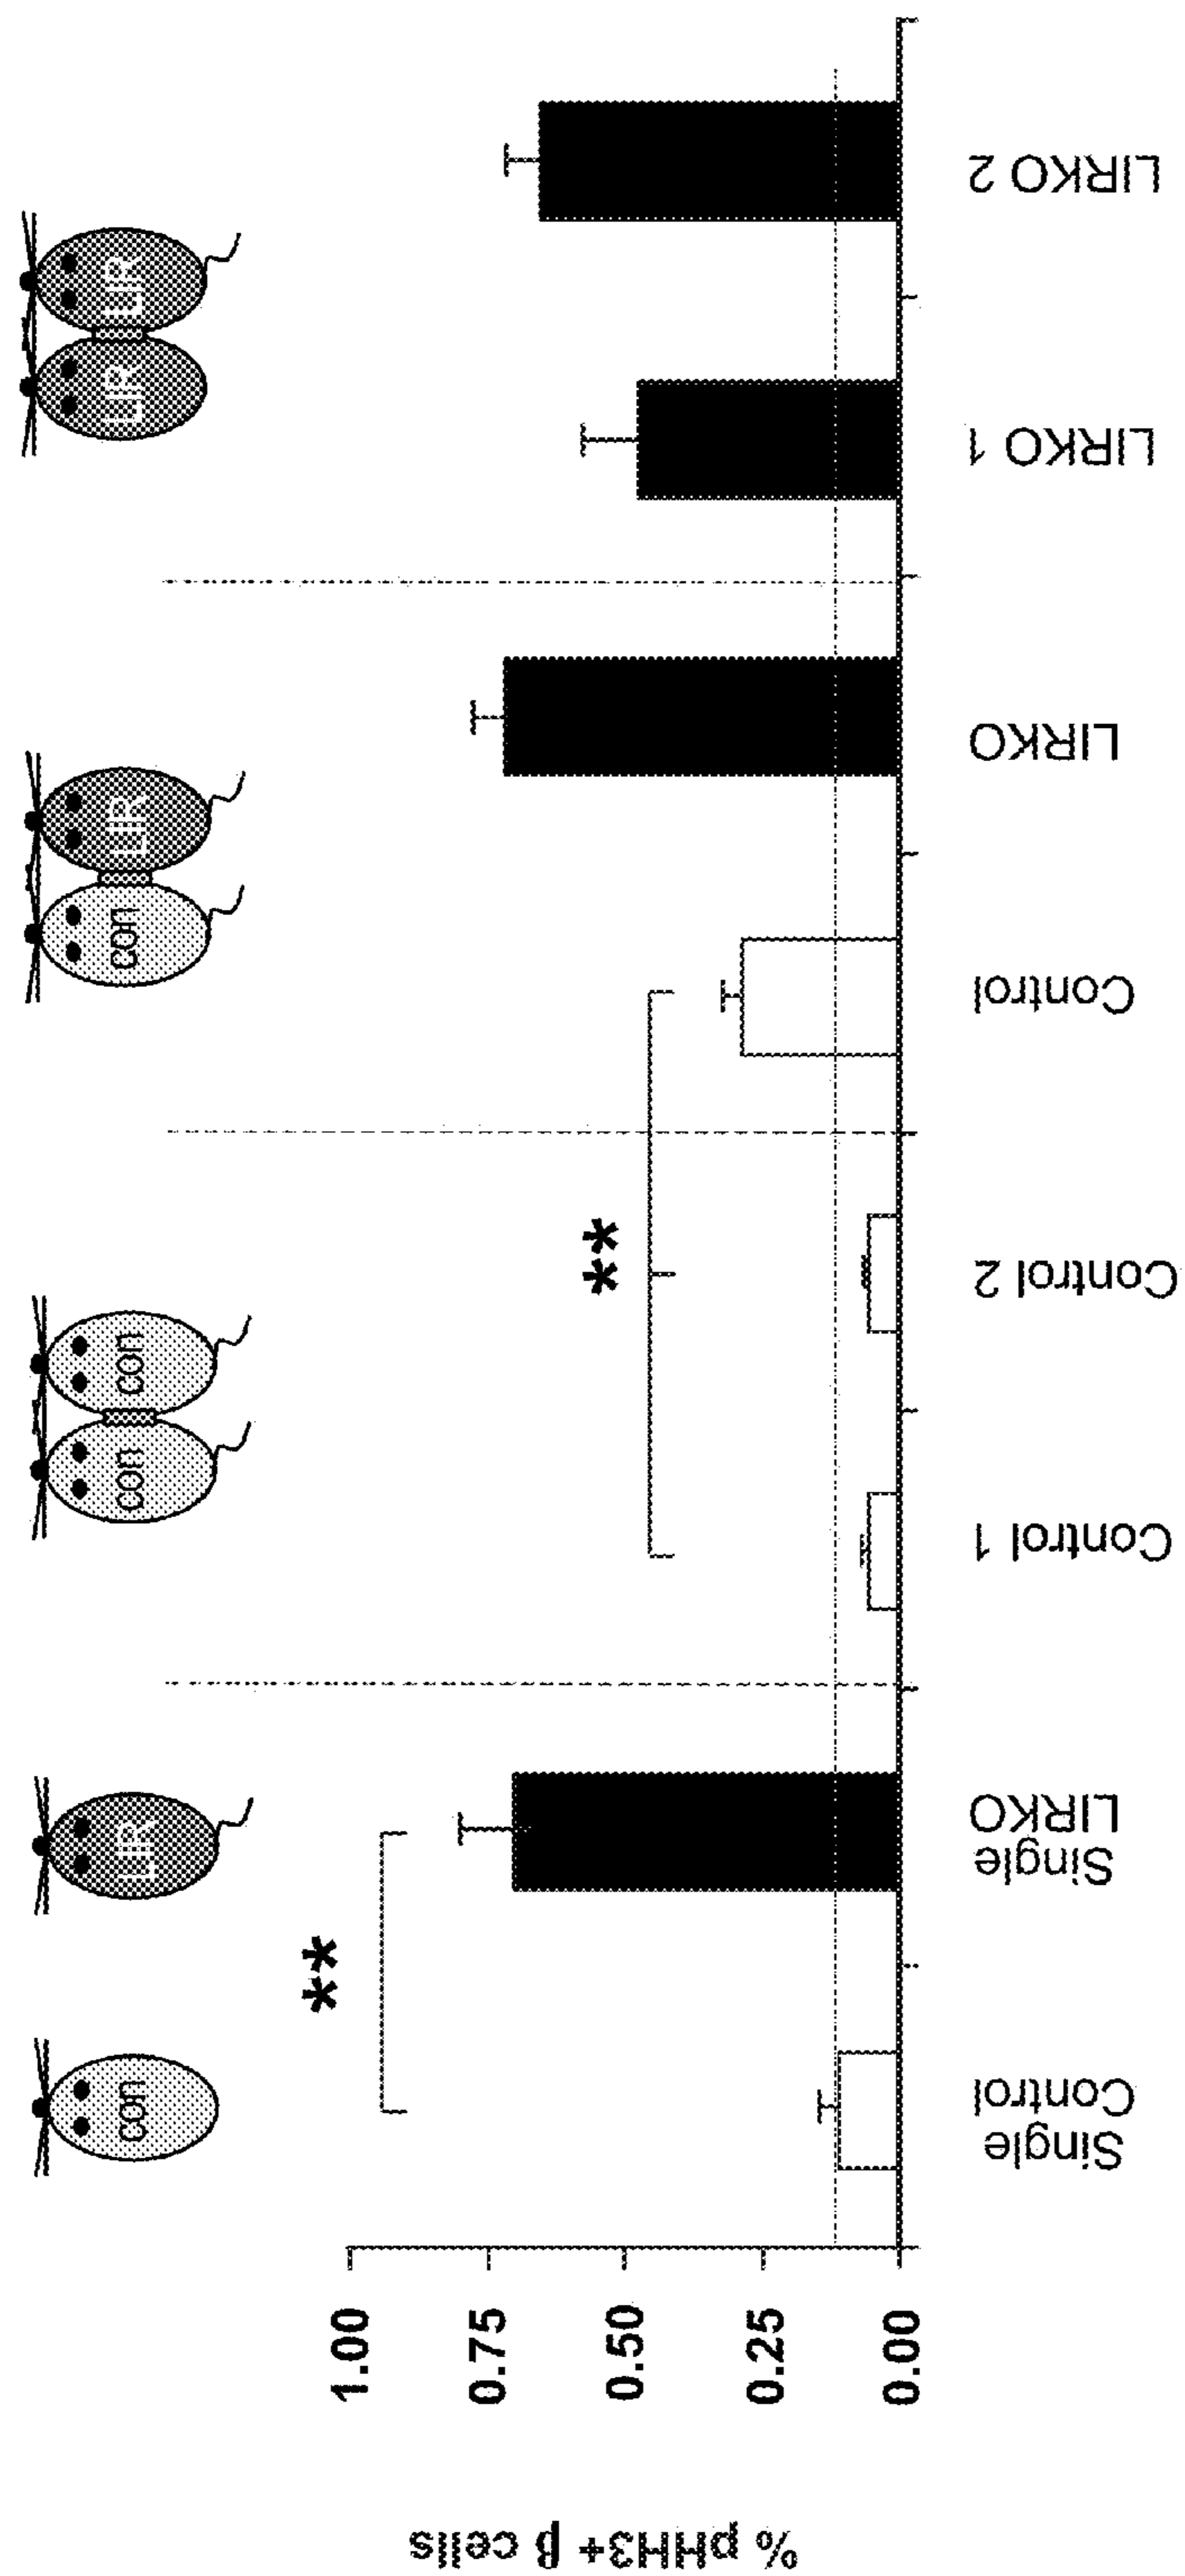 con
LIR
con con
con LIR
LIR LIR
% pHH3+ β cells
1.00
0.75
0.50
0.25
0.00
**
**
Single
Control
Single
LIRKO
Control 1
Control 2
Control
LIRKO
LIRKO 1
LIRKO 2